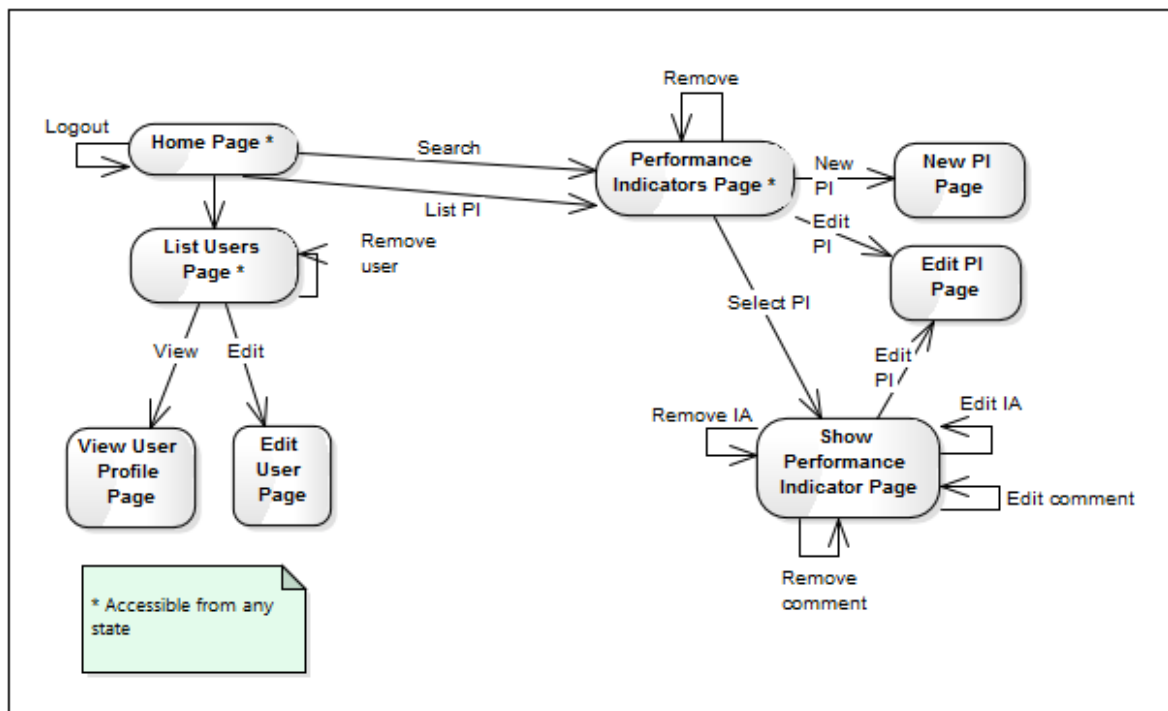 Remove
Logout
Home Page *
Search
Performance
Indicators Page *
New
PI
New PI
Page
List PI
Edit
PI
List Users
Page *
Remove
user
Edit PI
Page
Select PI
View
Edit
Edit
PI
View User
Profile
Page
Edit
User
Page
Remove IA
Show
Performance
Indicator Page
Edit IA
Edit comment
Remove
comment
* Accessible from any
state